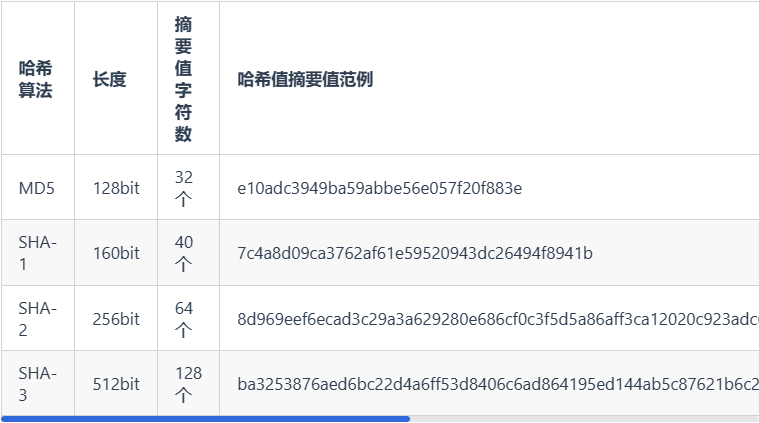 哈希算法 长度 摘要值字符数 哈希值摘要值范例
MD5 128bit 32个 e10adc3949ba59abbe56e057f20f883e
SHA-1 160bit 40个 7c4a8d09ca3762af61e59520943dc26494f8941b
SHA-2 256bit 64个 8d969eef6ecad3c29a3a629280e686cf0c3f5d5a86aff3ca12020c923adc
SHA-3 512bit 128个 ba3253876aed6bc22d4a6ff53d8406c6ad864195ed144ab5c87621b6c2